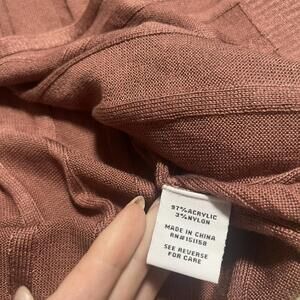 97% ACRYLIC
3% NYLON
MADE IN CHINA
RN#151158
SEE REVERSE
FOR CARE